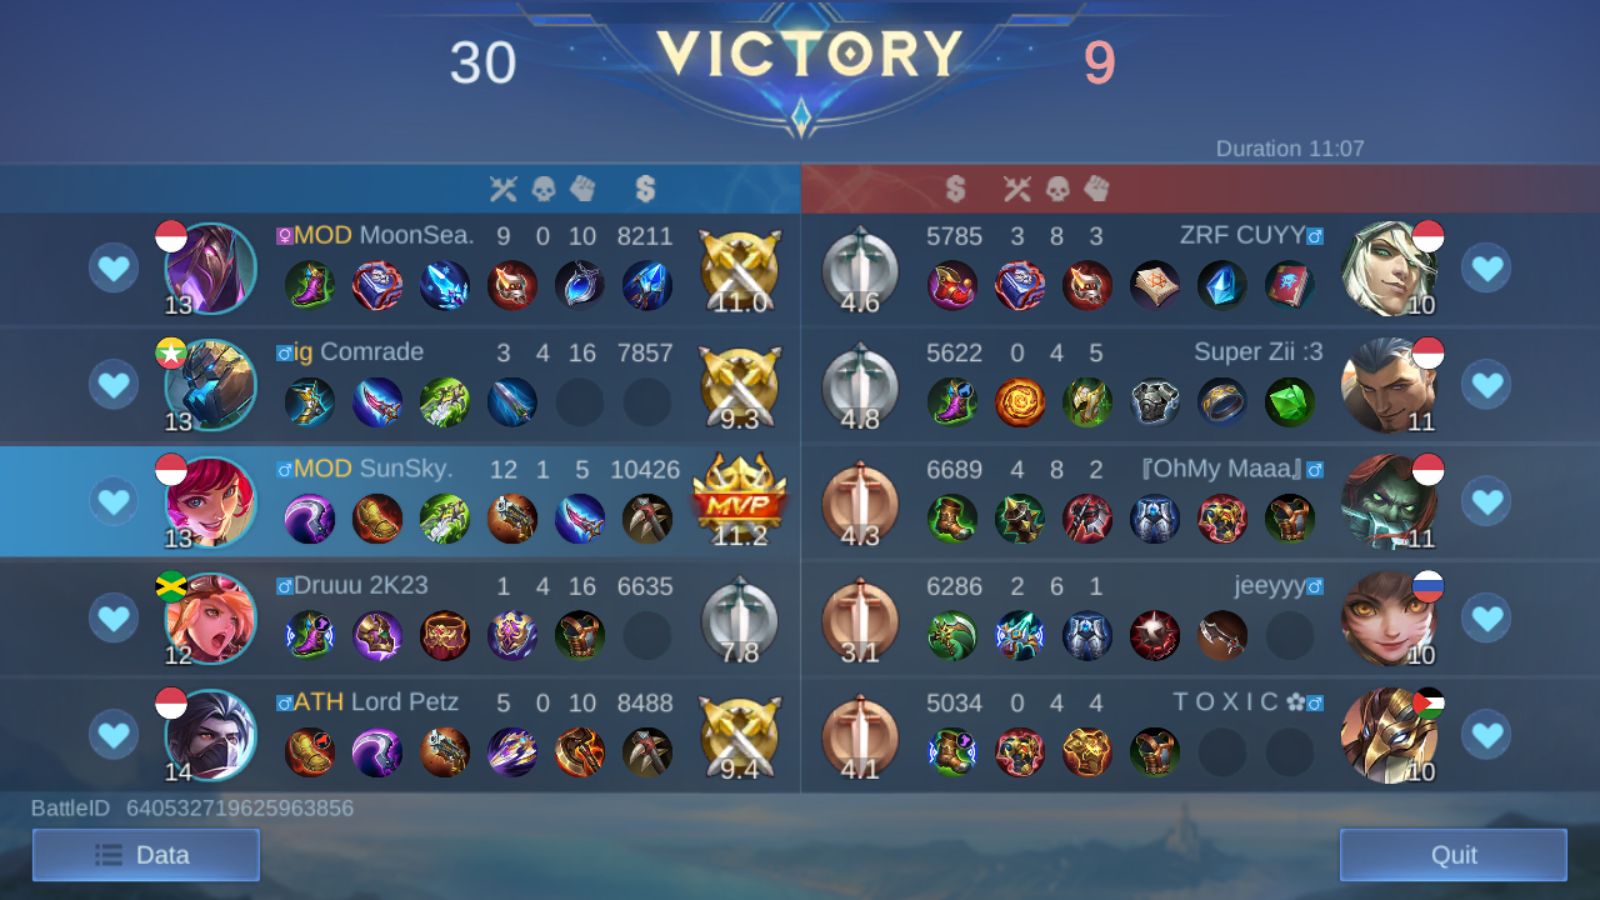 30 VICTORY 9
Duration 11:07
MOD MoonSea. 9 0 10 8211
13 11.0
5785 3 8 3 ZRF CUYY
4.6 10
ig Comrade 3 4 16 7857
13 9.3
5622 0 4 5 Super Zii :3
4.8 11
MOD SunSky. 12 1 5 10426
MVP
13 11.2
6689 4 8 2 『OhMy Maaa』
4.3 11
Druuu 2K23 1 4 16 6635
12 7.8
6286 2 6 1 jeeyyy
3.1 10
ATH Lord Petz 5 0 10 8488
14 9.4
5034 0 4 4 T O X I C ✿
4.1 10
BattleID 640532719625963856
Data
Quit